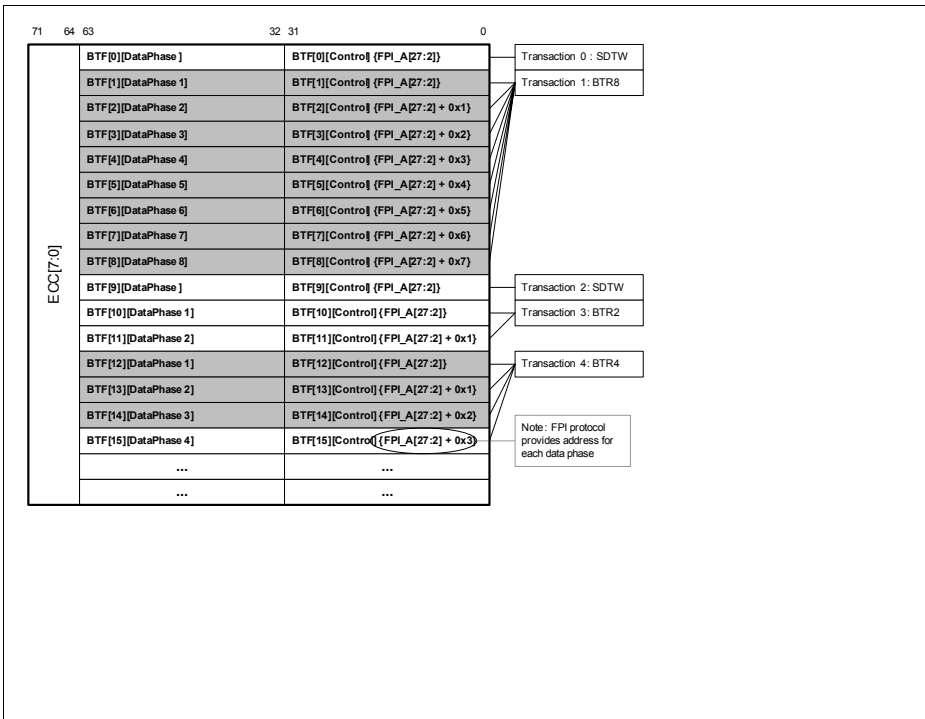 71 64 63 32 31 0
BTF[0][DataPhase ] BTF[0][Control] {FPI_A[27:2]} Transaction 0 : SDTW
BTF[1][DataPhase 1] BTF[1][Control] {FPI_A[27:2]} Transaction 1: BTR8
BTF[2][DataPhase 2] BTF[2][Control] {FPI_A[27:2] + 0x1}
BTF[3][DataPhase 3] BTF[3][Control] {FPI_A[27:2] + 0x2}
BTF[4][DataPhase 4] BTF[4][Control] {FPI_A[27:2] + 0x3}
BTF[5][DataPhase 5] BTF[5][Control] {FPI_A[27:2] + 0x4}
BTF[6][DataPhase 6] BTF[6][Control] {FPI_A[27:2] + 0x5}
BTF[7][DataPhase 7] BTF[7][Control] {FPI_A[27:2] + 0x6}
BTF[8][DataPhase 8] BTF[8][Control] {FPI_A[27:2] + 0x7}
ECC[7:0]
BTF[9][DataPhase ] BTF[9][Control] {FPI_A[27:2]} Transaction 2: SDTW
BTF[10][DataPhase 1] BTF[10][Control] {FPI_A[27:2]} Transaction 3: BTR2
BTF[11][DataPhase 2] BTF[11][Control] {FPI_A[27:2] + 0x1}
BTF[12][DataPhase 1] BTF[12][Control] {FPI_A[27:2]} Transaction 4: BTR4
BTF[13][DataPhase 2] BTF[13][Control] {FPI_A[27:2] + 0x1}
BTF[14][DataPhase 3] BTF[14][Control] {FPI_A[27:2] + 0x2}
BTF[15][DataPhase 4] BTF[15][Control] {FPI_A[27:2] + 0x3}
Note: FPI protocol
provides address for
each data phase
... ...
... ...